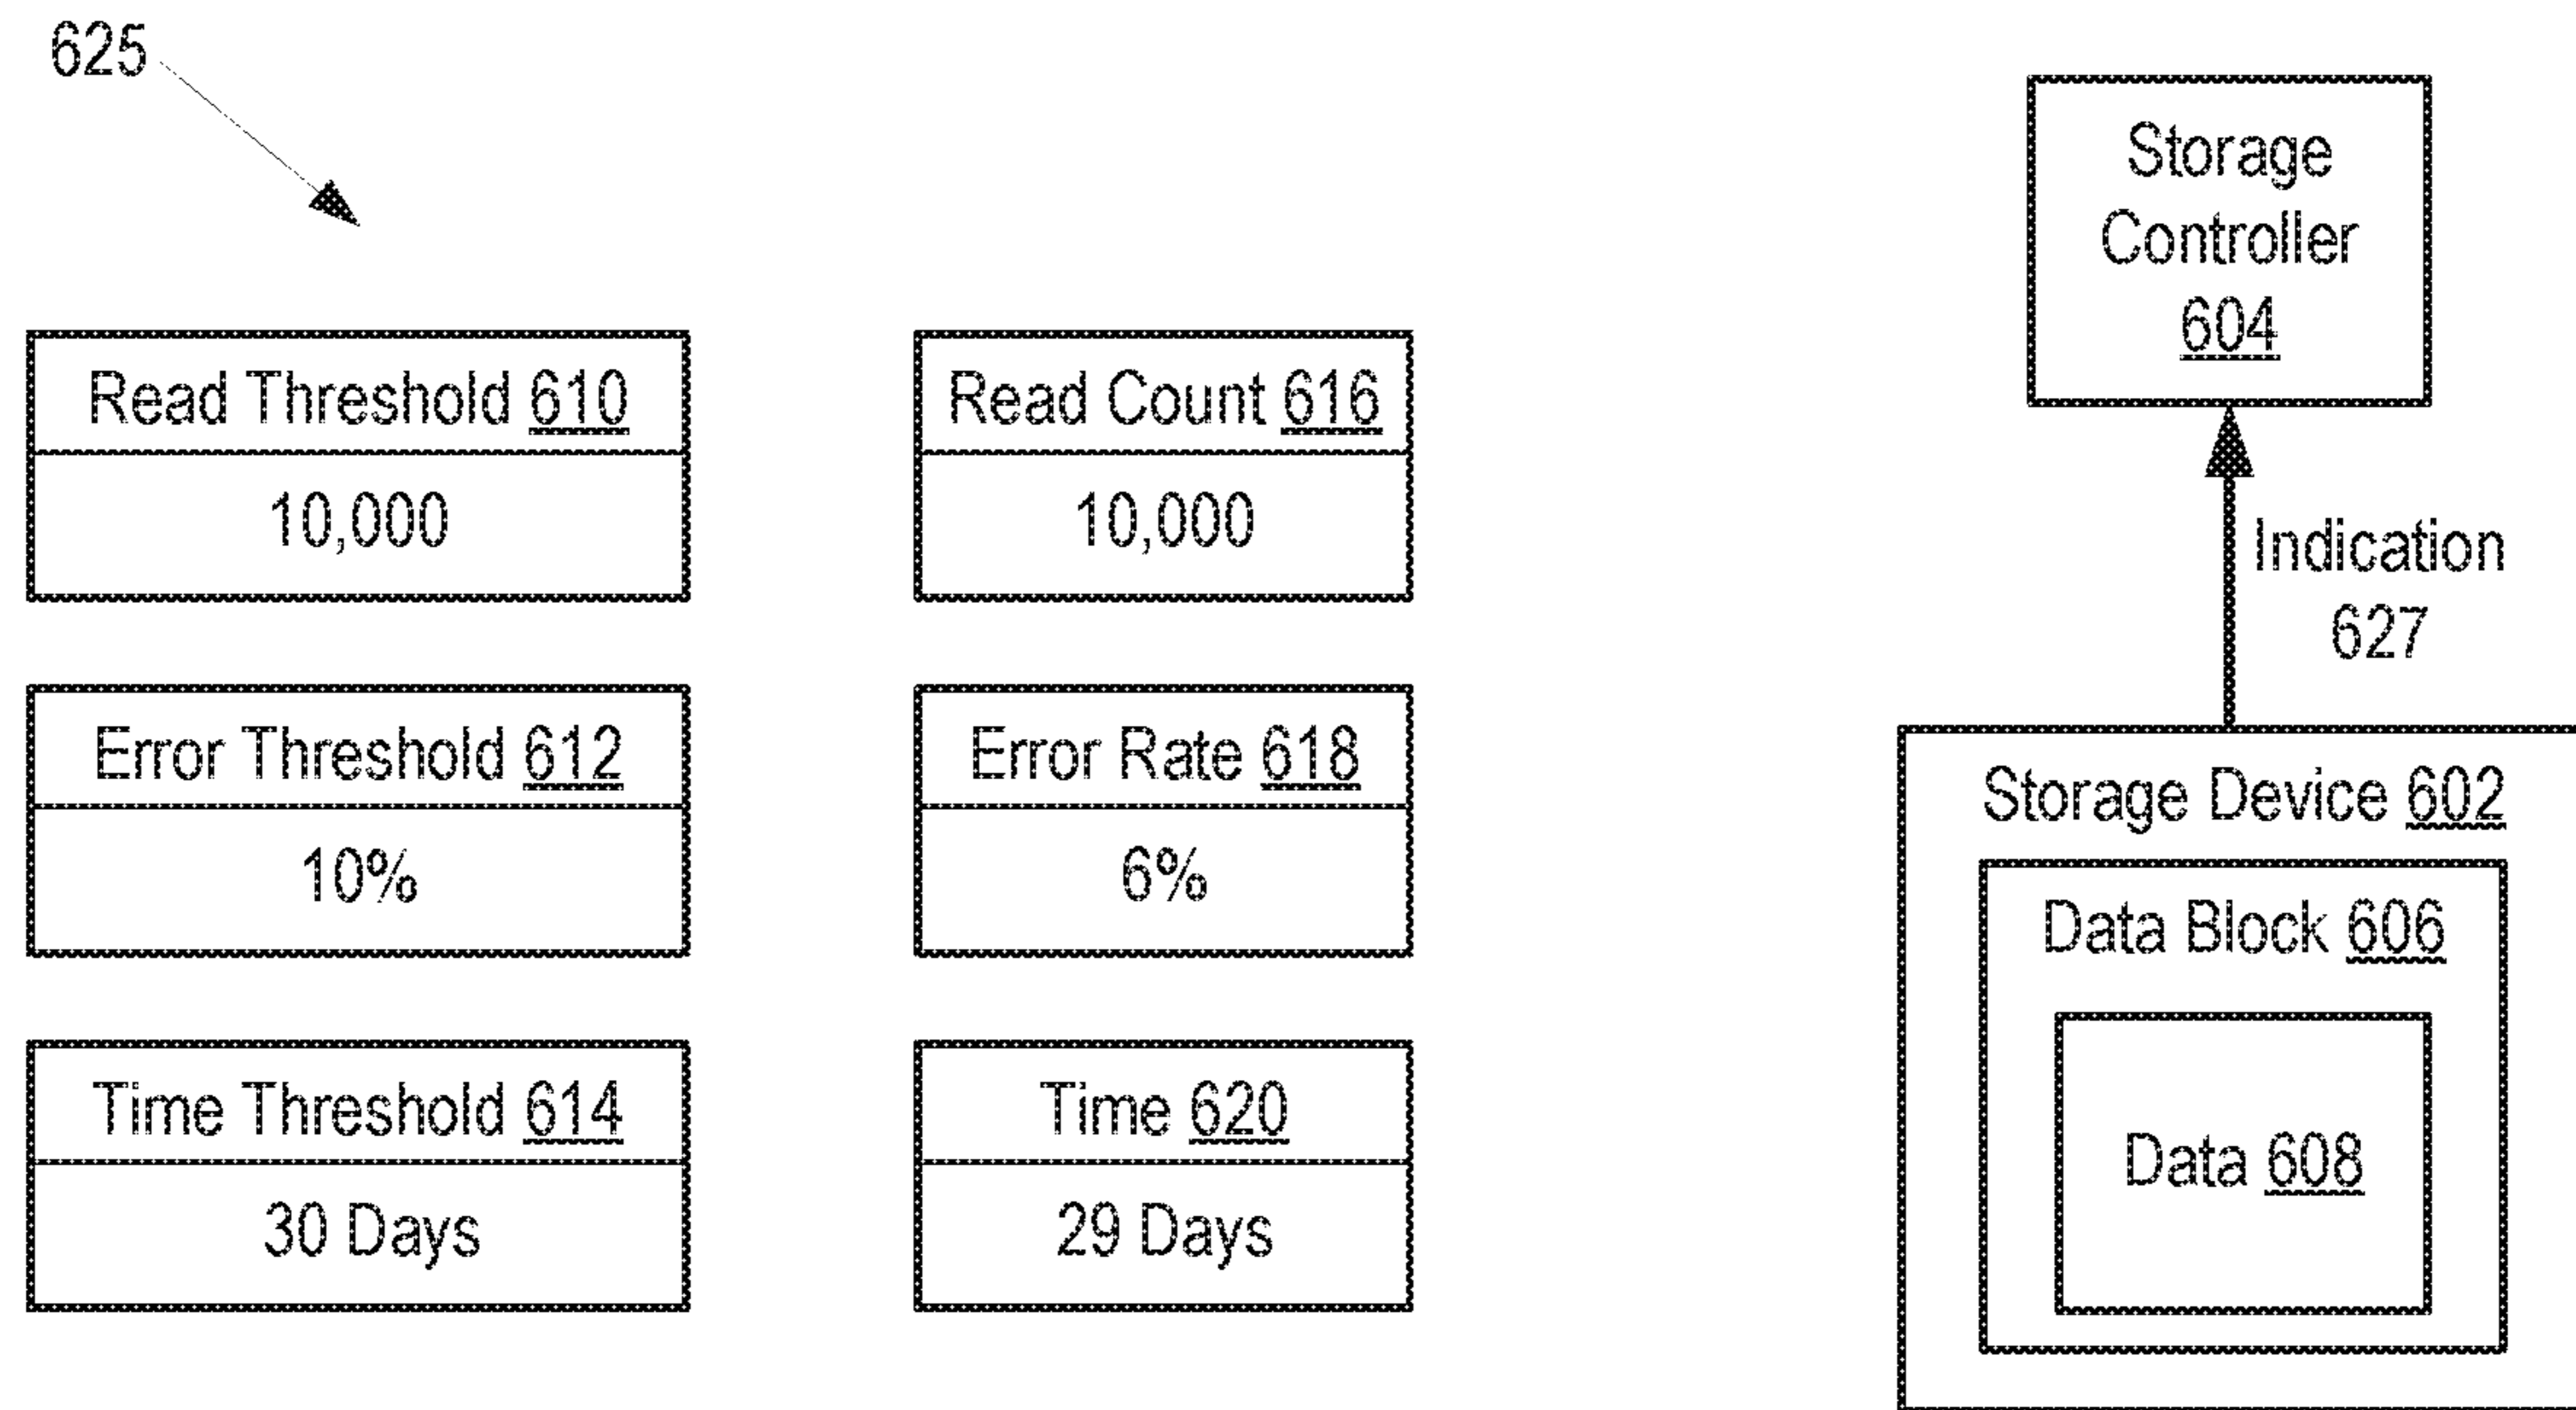 625
Read Threshold 610
10,000
Read Count 616
10,000
Error Threshold 612
10%
Error Rate 618
6%
Time Threshold 614
30 Days
Time 620
29 Days
Storage
Controller
604
Indication
627
Storage Device 602
Data Block 606
Data 608